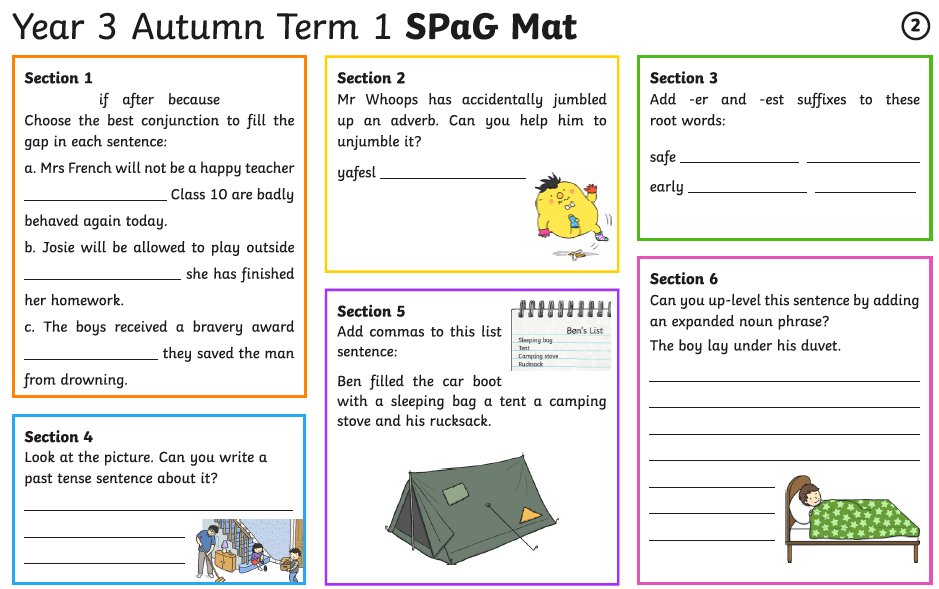 Year 3 Autumn Term 1 SPaG Mat
2
Section 1
if after because
Choose the best conjunction to fill the
gap in each sentence:
a. Mrs French will not be a happy teacher
____________________ Class 10 are badly
behaved again today.
b. Josie will be allowed to play outside
______________________ she has finished
her homework.
c. The boys received a bravery award
___________________ they saved the man
from drowning.
Section 2
Mr Whoops has accidentally jumbled
up an adverb. Can you help him to
unjumble it?
yafesl ____________________
Section 3
Add -er and -est suffixes to these
root words:
safe ________________ ________________
early ________________ ______________
Section 4
Look at the picture. Can you write a
past tense sentence about it?
Section 5
Add commas to this list
sentence:
Ben's List
Sleeping bag
Tent
Camping stove
Rucksack
Ben filled the car boot
with a sleeping bag a tent a camping
stove and his rucksack.
Section 6
Can you up-level this sentence by adding
an expanded noun phrase?
The boy lay under his duvet.